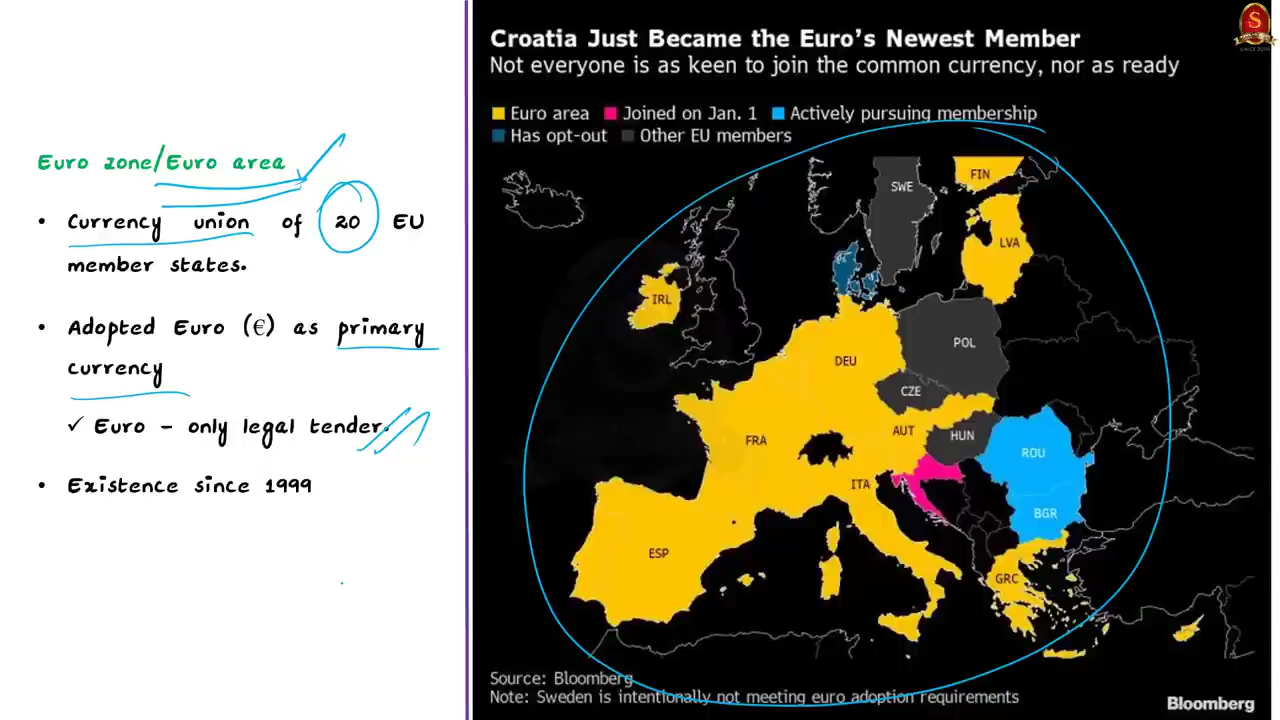 Euro zone/Euro area
• Currency union of 20 EU
member states.
• Adopted Euro (€) as primary
currency
✓ Euro – only legal tender.
• Existence since 1999
Croatia Just Became the Euro's Newest Member
Not everyone is as keen to join the common currency, nor as ready
Euro area Joined on Jan. 1 Actively pursuing membership
Has opt-out Other EU members
FIN
SWE
LVA
IRL
POL
DEU
CZE
AUT
HUN
FRA
ROU
ITA
BGR
ESP
GRC
Source: Bloomberg
Note: Sweden is intentionally not meeting euro adoption requirements
Bloomberg
S